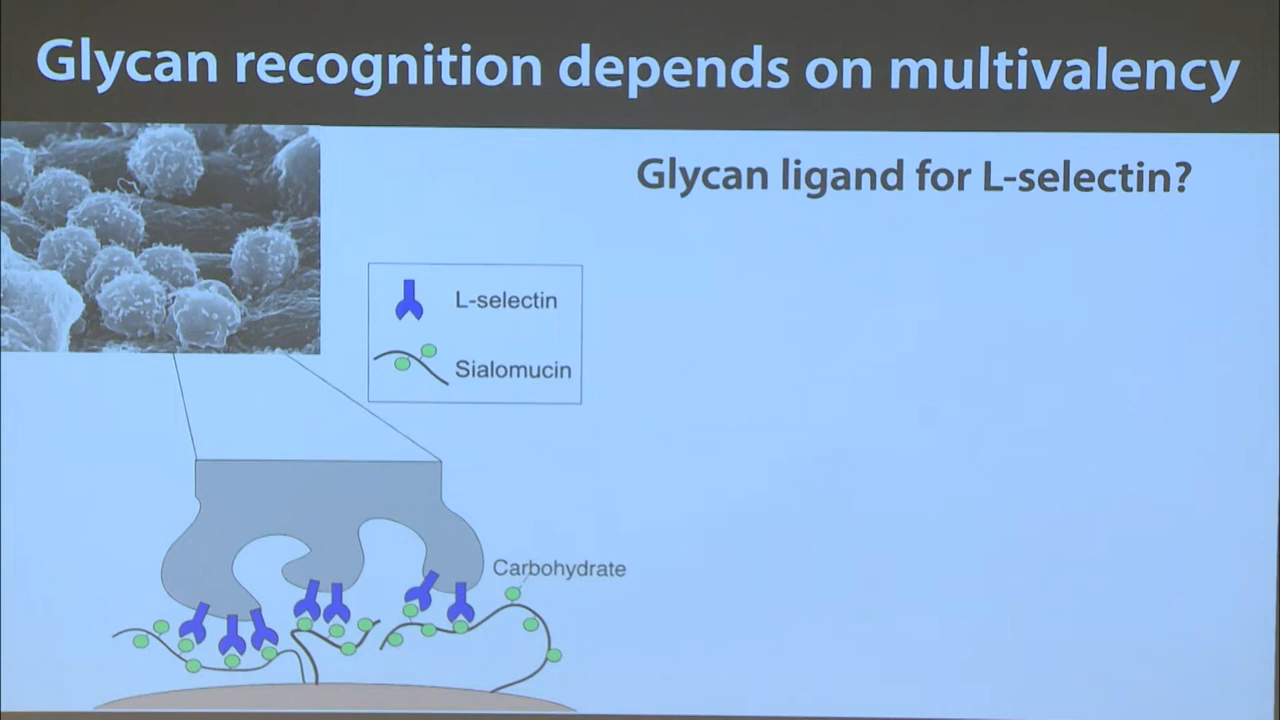 Glycan recognition depends on multivalency
Glycan ligand for L-selectin?
L-selectin
Sialomucin
Carbohydrate